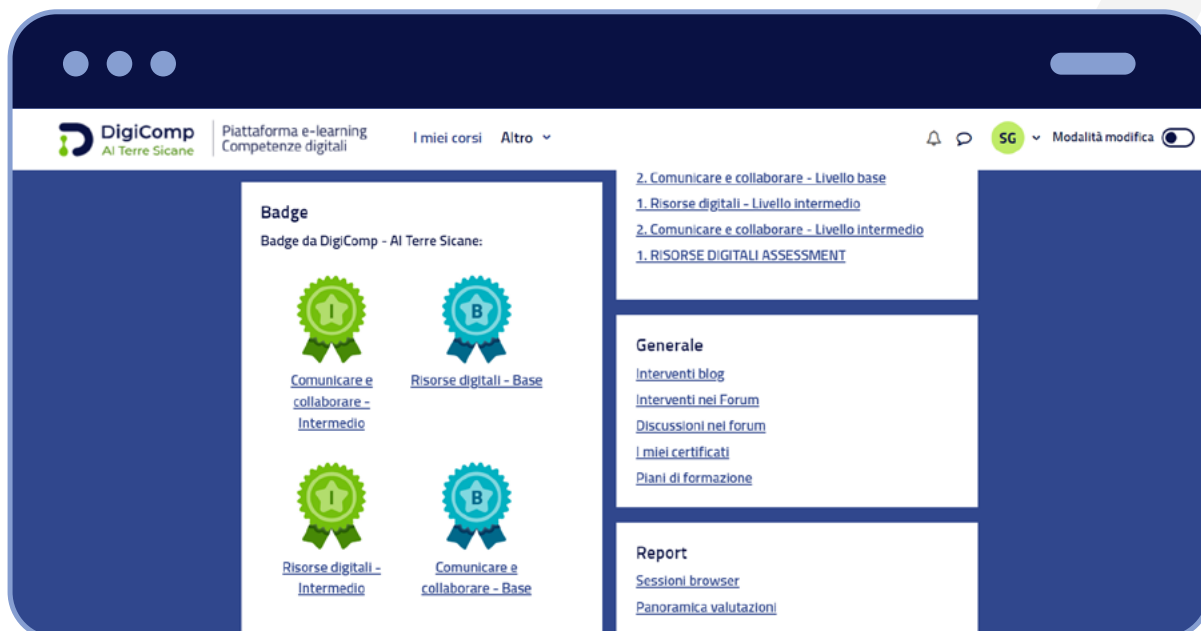 DigiComp
AI Terre Sicane
Piattaforma e-learning
Competenze digitali
I miei corsi
Altro
SG
Modalità modifica
Badge
Badge da DigiComp - AI Terre Sicane:
I
B
Comunicare e
collaborare -
Intermedio
Risorse digitali - Base
I
B
Risorse digitali -
Intermedio
Comunicare e
collaborare - Base
2. Comunicare e collaborare - Livello base
1. Risorse digitali - Livello intermedio
2. Comunicare e collaborare - Livello intermedio
1. RISORSE DIGITALI ASSESSMENT
Generale
Interventi blog
Interventi nei Forum
Discussioni nei forum
I miei certificati
Piani di formazione
Report
Sessioni browser
Panoramica valutazioni